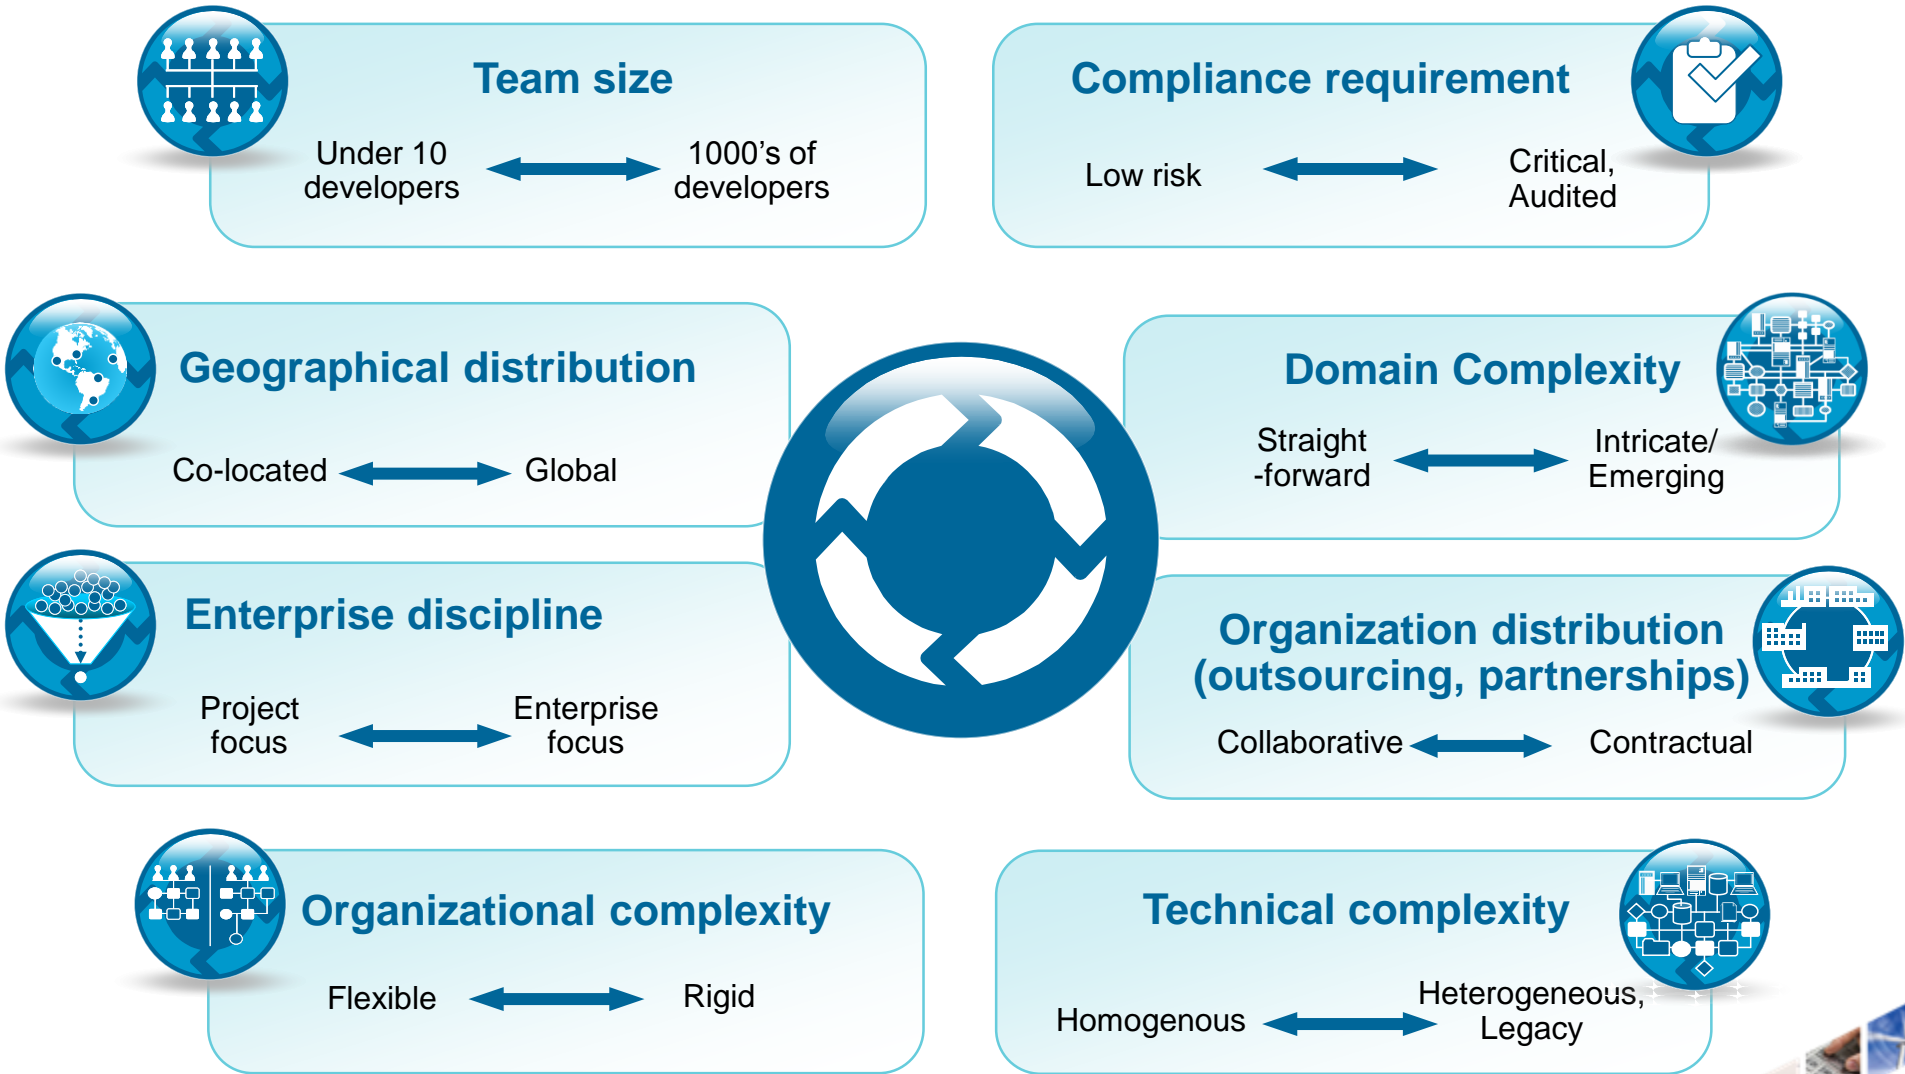 Team size
Under 10
developers
1000's of
developers
Compliance requirement
Low risk
Critical,
Audited
Geographical distribution
Co-located
Global
Domain Complexity
Straight
-forward
Intricate/
Emerging
Enterprise discipline
Project
focus
Enterprise
focus
Organization distribution
(outsourcing, partnerships)
Collaborative
Contractual
Organizational complexity
Flexible
Rigid
Technical complexity
Homogenous
Heterogeneous,
Legacy